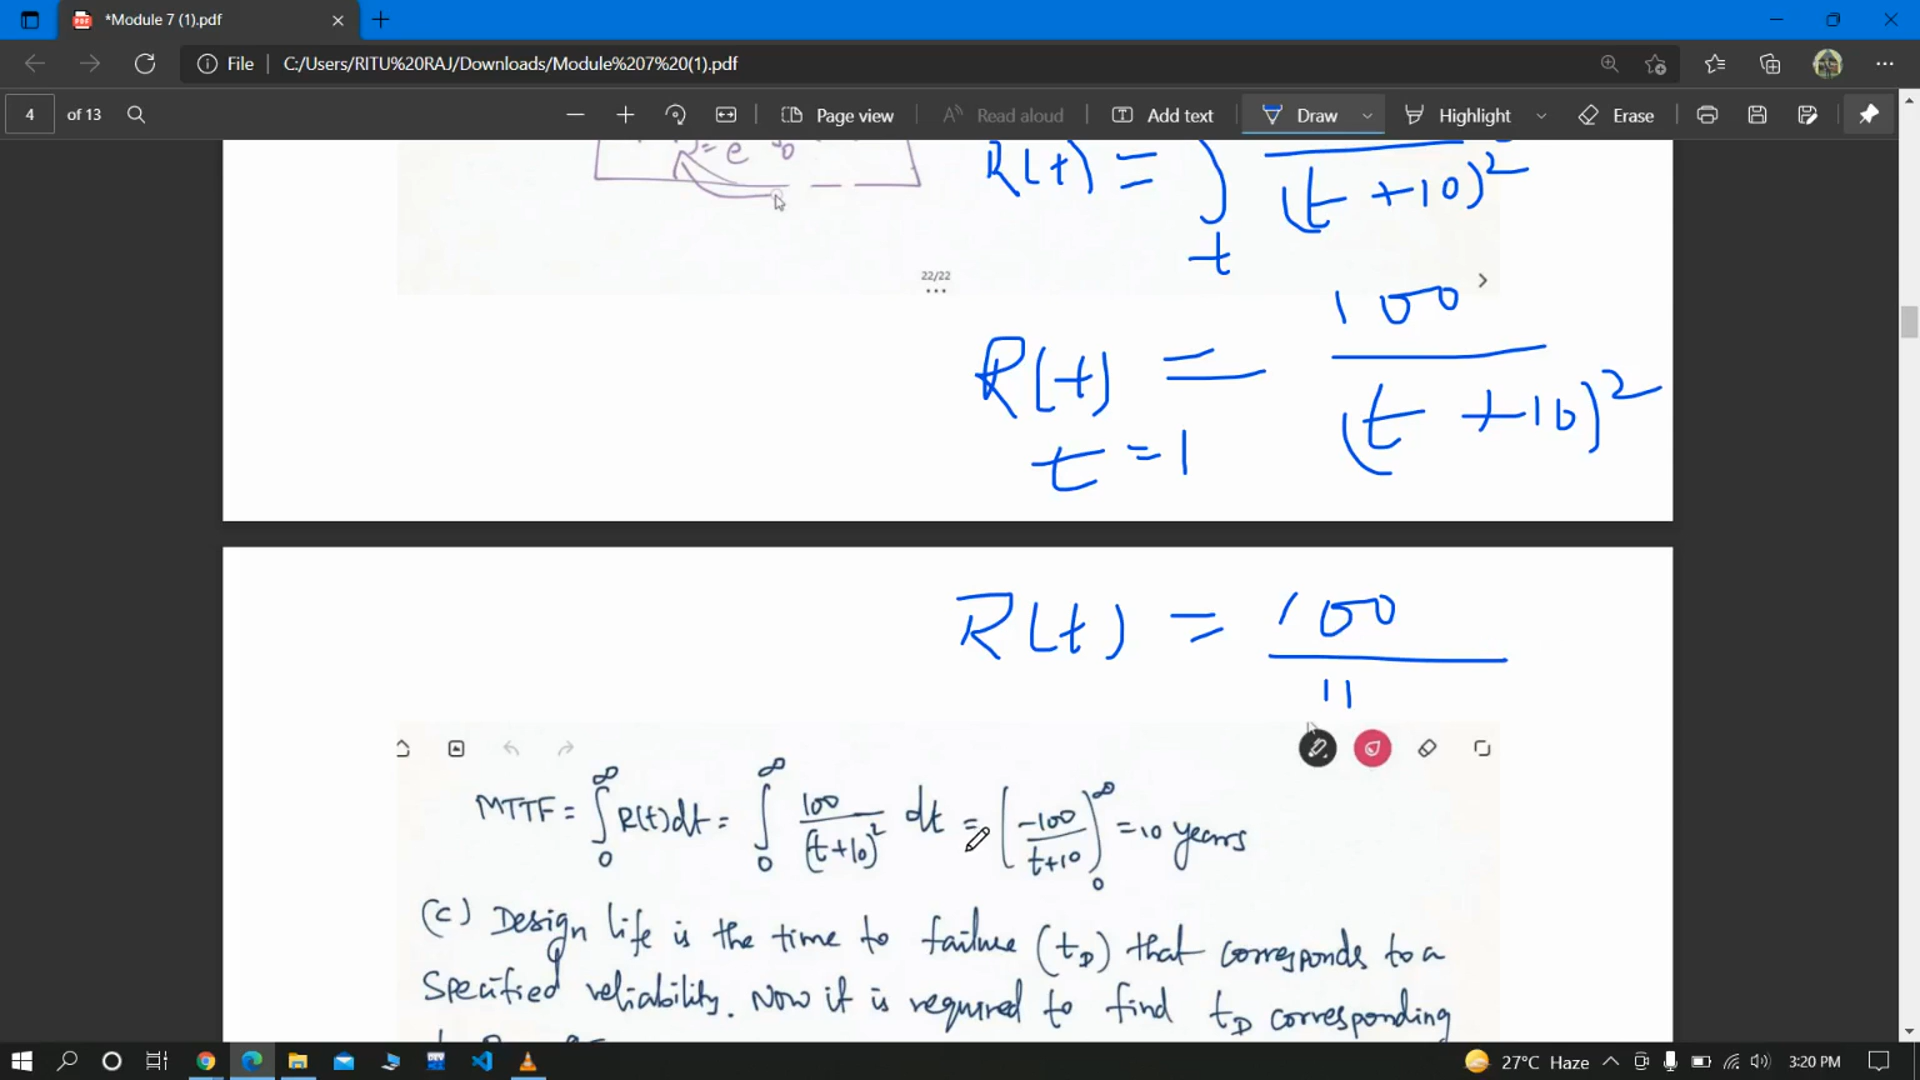 *Module 7 (1).pdf
File C:/Users/RITU%20RAJ/Downloads/Module%207%20(1).pdf
4 of 13 Page view Read aloud Add text Draw Highlight Erase
= e
R(t) = ∫ t (t +10)²
22/22
R(t) = 100 / (t +10)²
t = 1
R(t) = 100 / 11
MTTF = ∫₀^∞ R(t)dt = ∫₀^∞ 100/(t+10)² dt = (-100/t+10)₀^∞ = 10 years
(c) Design life is the time to failure (t_D) that corresponds to a
Specified reliability. Now it is required to find t_D corresponding
27°C Haze 3:20 PM